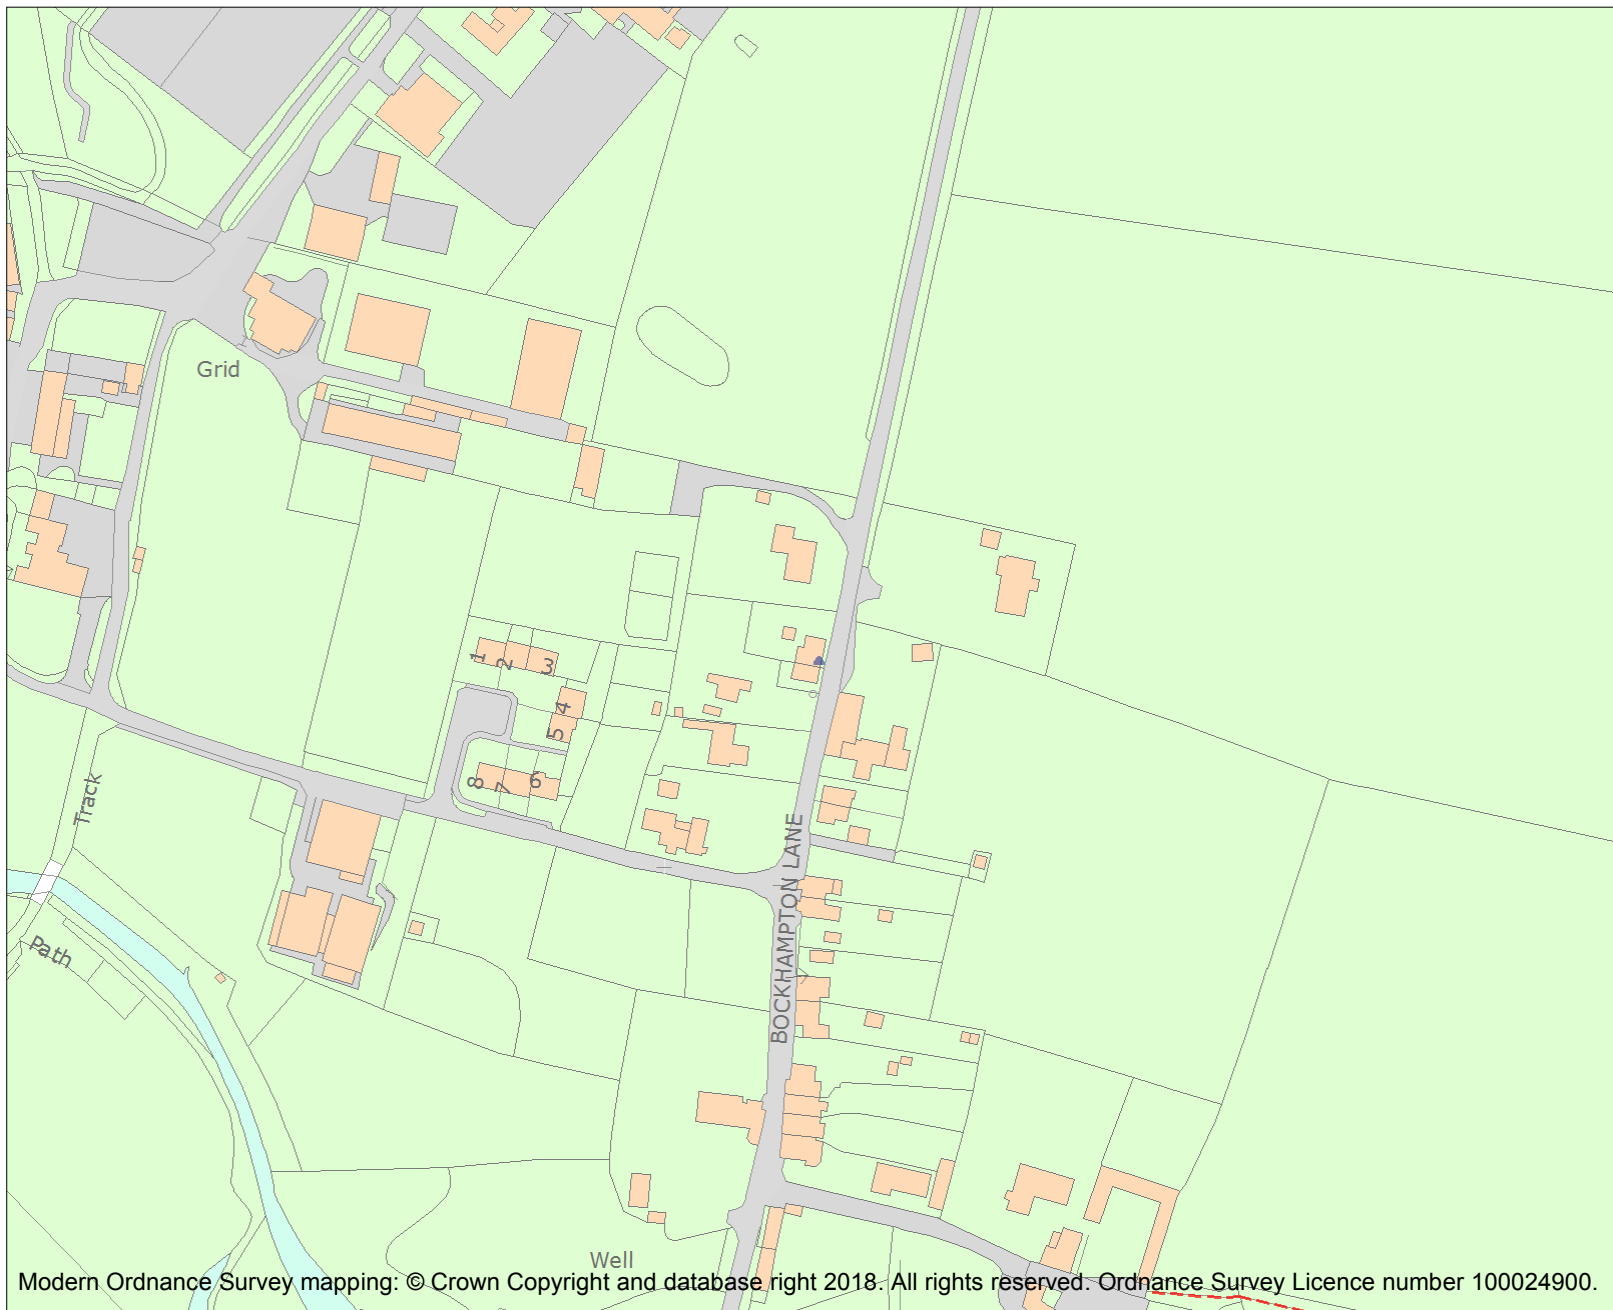 Grid
1
2
3
4
5
6
7
8
Track
Path
BOCKHAMPTON LANE
Well
Modern Ordnance Survey mapping: © Crown Copyright and database right 2018. All rights reserved. Ordnance Survey Licence number 100024900.